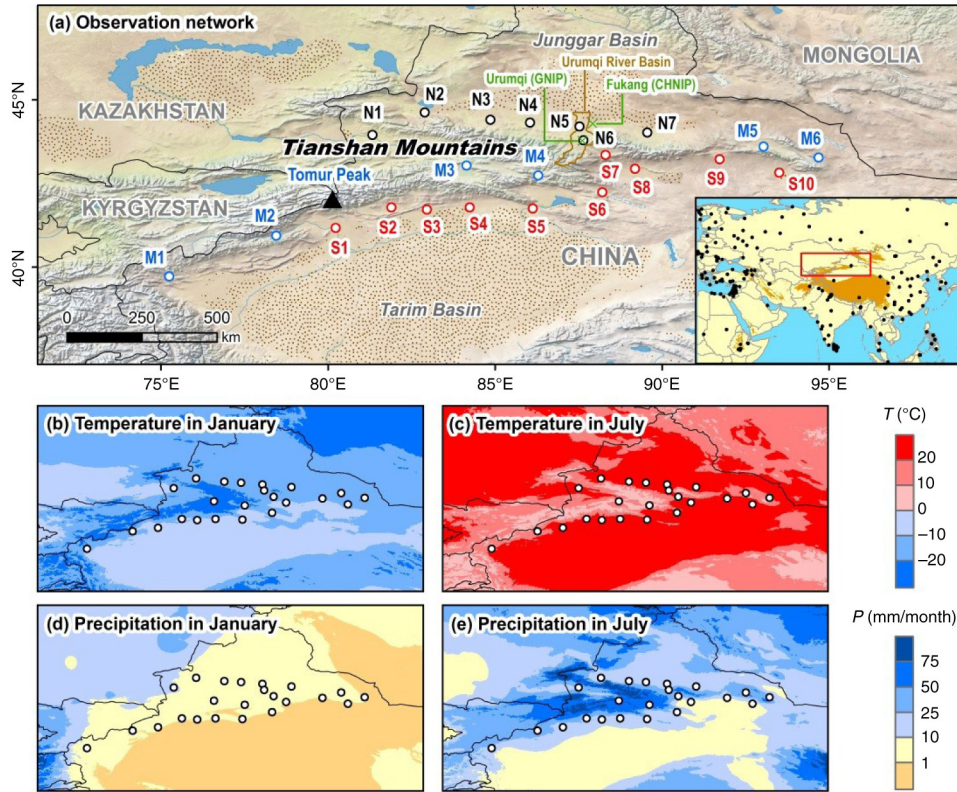 (a) Observation network
Junggar Basin
MONGOLIA
Urumqi River Basin
Urumqi (GNIP)
Fukang (CHNIP)
45°N
KAZAKHSTAN
N1
N2
N3
N4
N5
N6
N7
M5
M6
Tianshan Mountains
M3
M4
S7
S8
S9
S10
Tomur Peak
KYRGYZSTAN
M2
S1
S2
S3
S4
S5
S6
CHINA
M1
40°N
Tarim Basin
0
250
500
km
75°E
80°E
85°E
90°E
95°E
(b) Temperature in January
(c) Temperature in July
T (°C)
20
10
0
–10
–20
(d) Precipitation in January
(e) Precipitation in July
P (mm/month)
75
50
25
10
1